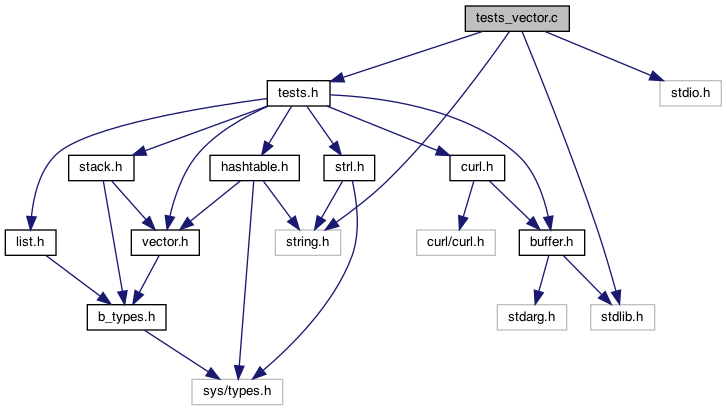 tests_vector.c
tests.h
stdio.h
stack.h
hashtable.h
strl.h
curl.h
list.h
vector.h
string.h
curl/curl.h
buffer.h
b_types.h
stdarg.h
stdlib.h
sys/types.h